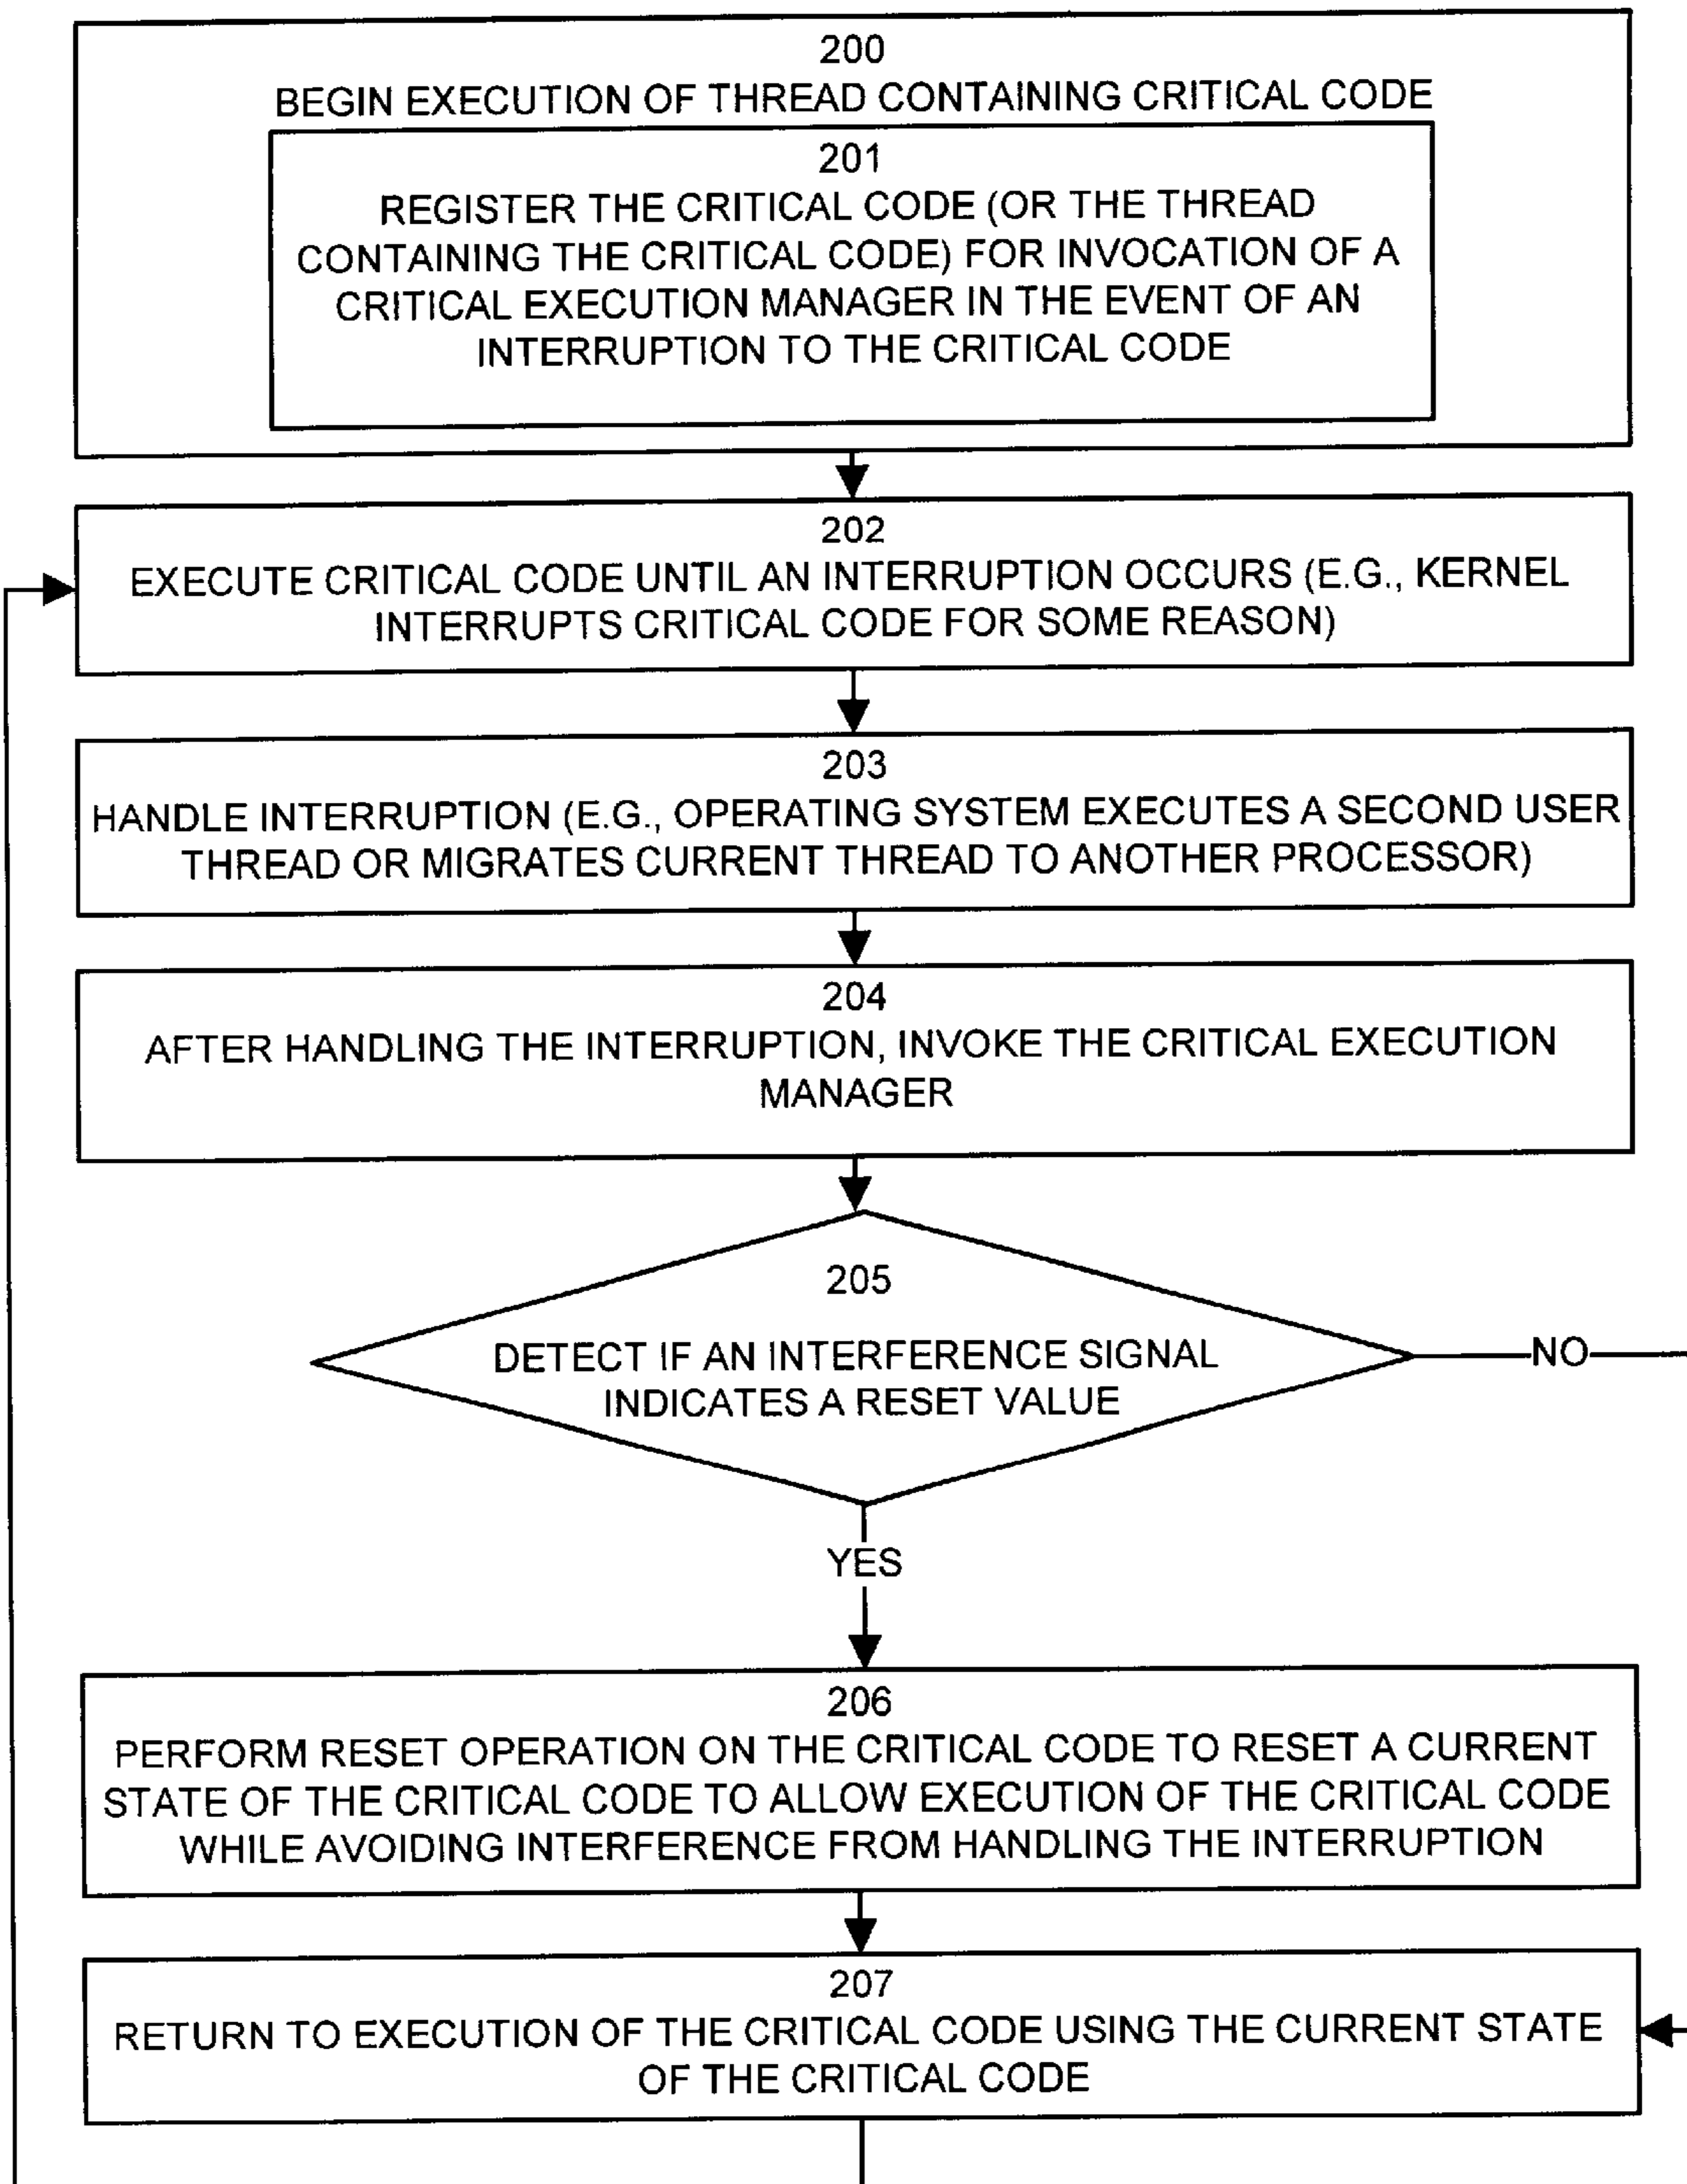 200
BEGIN EXECUTION OF THREAD CONTAINING CRITICAL CODE
201
REGISTER THE CRITICAL CODE (OR THE THREAD
CONTAINING THE CRITICAL CODE) FOR INVOCATION OF A
CRITICAL EXECUTION MANAGER IN THE EVENT OF AN
INTERRUPTION TO THE CRITICAL CODE
202
EXECUTE CRITICAL CODE UNTIL AN INTERRUPTION OCCURS (E.G., KERNEL
INTERRUPTS CRITICAL CODE FOR SOME REASON)
203
HANDLE INTERRUPTION (E.G., OPERATING SYSTEM EXECUTES A SECOND USER
THREAD OR MIGRATES CURRENT THREAD TO ANOTHER PROCESSOR)
204
AFTER HANDLING THE INTERRUPTION, INVOKE THE CRITICAL EXECUTION
MANAGER
205
DETECT IF AN INTERFERENCE SIGNAL
INDICATES A RESET VALUE
NO
YES
206
PERFORM RESET OPERATION ON THE CRITICAL CODE TO RESET A CURRENT
STATE OF THE CRITICAL CODE TO ALLOW EXECUTION OF THE CRITICAL CODE
WHILE AVOIDING INTERFERENCE FROM HANDLING THE INTERRUPTION
207
RETURN TO EXECUTION OF THE CRITICAL CODE USING THE CURRENT STATE
OF THE CRITICAL CODE